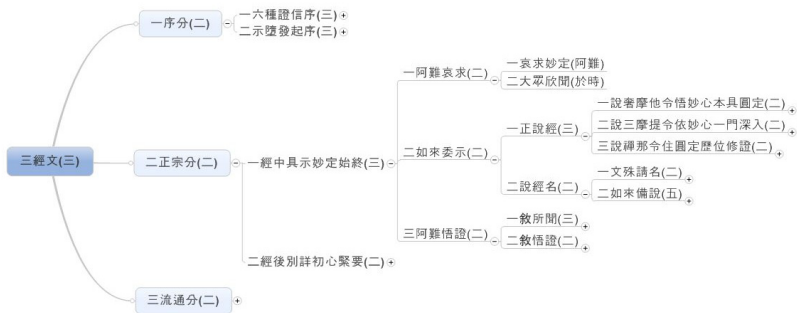 三經文(三)
一序分(二)
一六種證信序(三)
二示墮發起序(三)
二正宗分(二)
一經中具示妙定始終(三)
一阿難哀求(二)
一哀求妙定(阿難)
二大眾欣聞(於時)
二如來委示(二)
一正說經(三)
一說奢摩他令悟妙心本具圓定(二)
二說三摩提令依妙心一門深入(二)
三說禪那令住圓定歷位修證(二)
二說經名(二)
一文殊請名(二)
二如來備說(五)
三阿難悟證(二)
一敘所聞(三)
二敘悟證(二)
二經後別詳初心緊要(二)
三流通分(二)